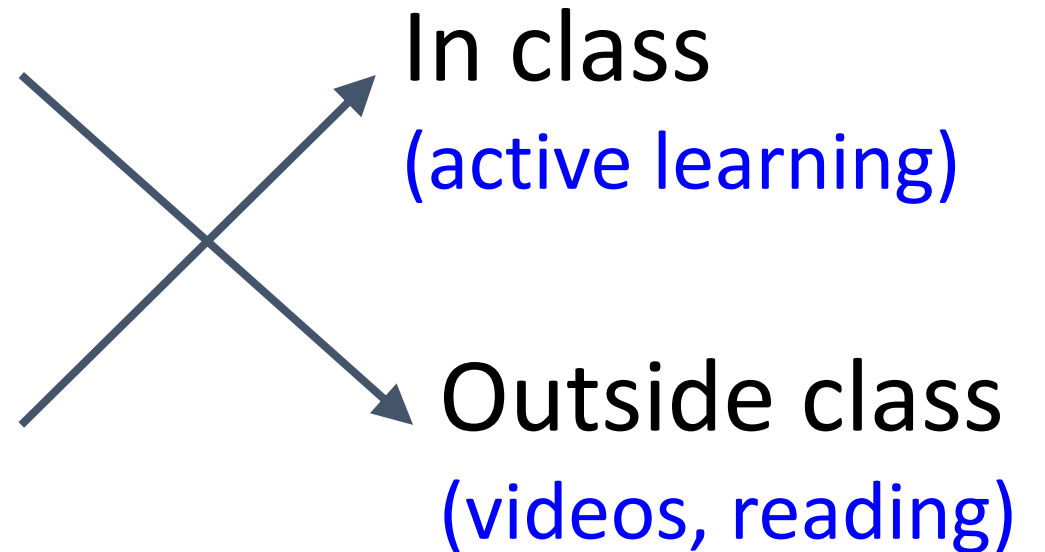 In class
(active learning)
Outside class
(videos, reading)